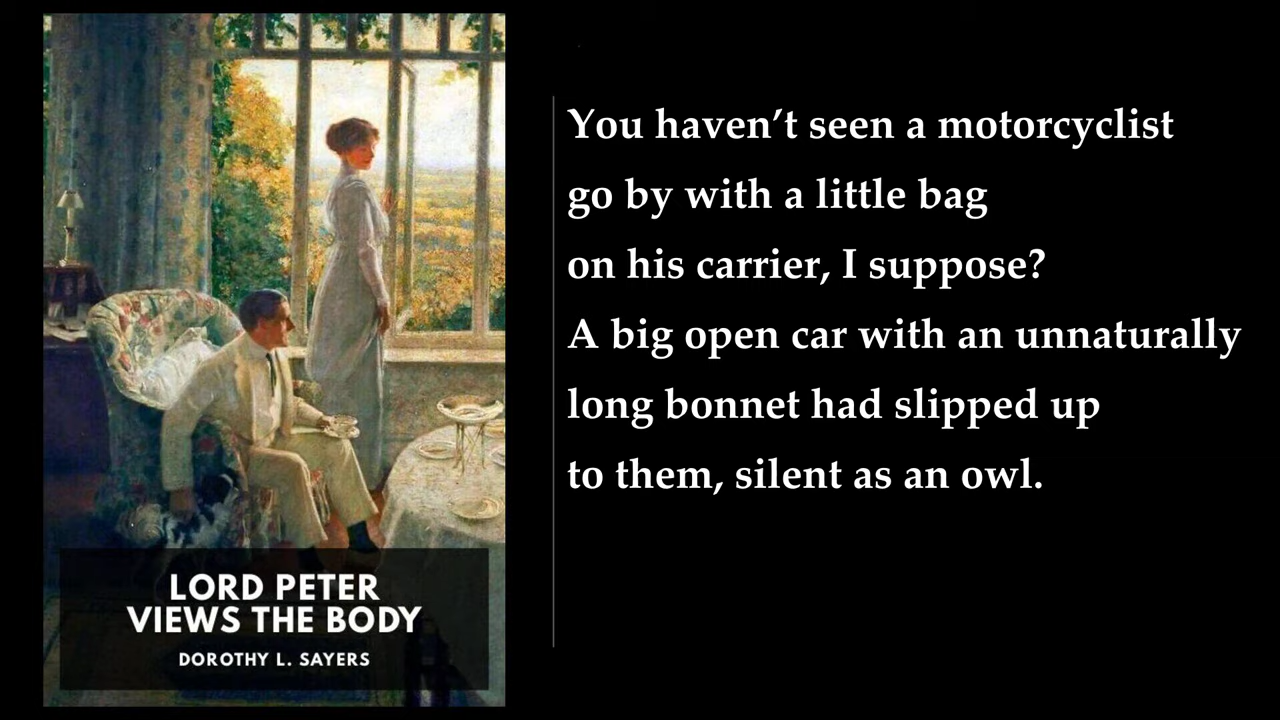 LORD PETER
VIEWS THE BODY
DOROTHY L. SAYERS
You haven’t seen a motorcyclist
go by with a little bag
on his carrier, I suppose?
A big open car with an unnaturally
long bonnet had slipped up
to them, silent as an owl.